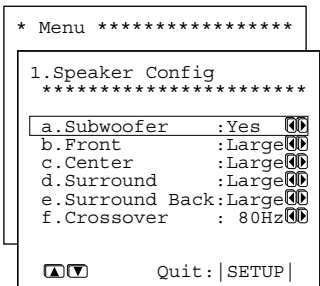 * Menu *****************
1.Speaker Config
***********************
a.Subwoofer :Yes
b.Front :Large
c.Center :Large
d.Surround :Large
e.Surround Back:Large
f.Crossover : 80Hz
Quit:|SETUP|